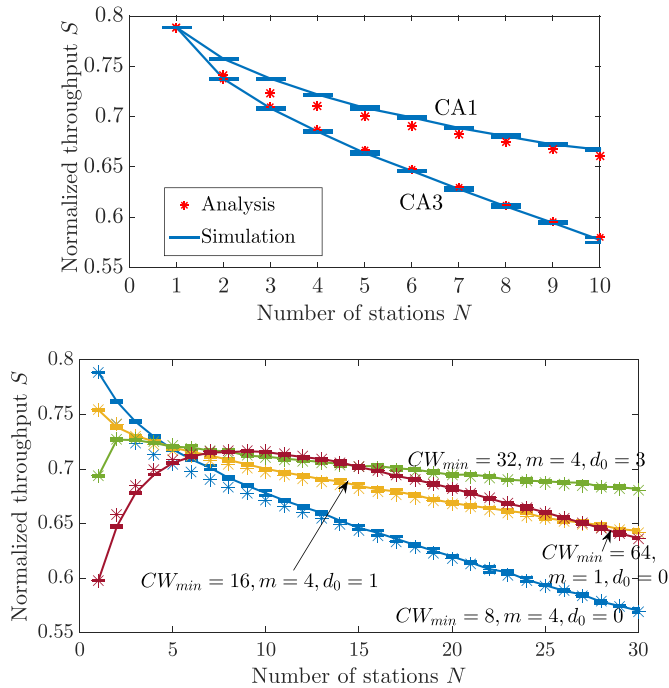 0.8
0.75
0.7
0.65
0.6
0.55
Normalized throughput S
CA1
CA3
Analysis
Simulation
0 1 2 3 4 5 6 7 8 9 10
Number of stations N
0.8
0.75
0.7
0.65
0.6
0.55
Normalized throughput S
CW_min = 32, m = 4, d_0 = 3
CW_min = 64,
m = 1, d_0 = 0
CW_min = 16, m = 4, d_0 = 1
CW_min = 8, m = 4, d_0 = 0
0 5 10 15 20 25 30
Number of stations N